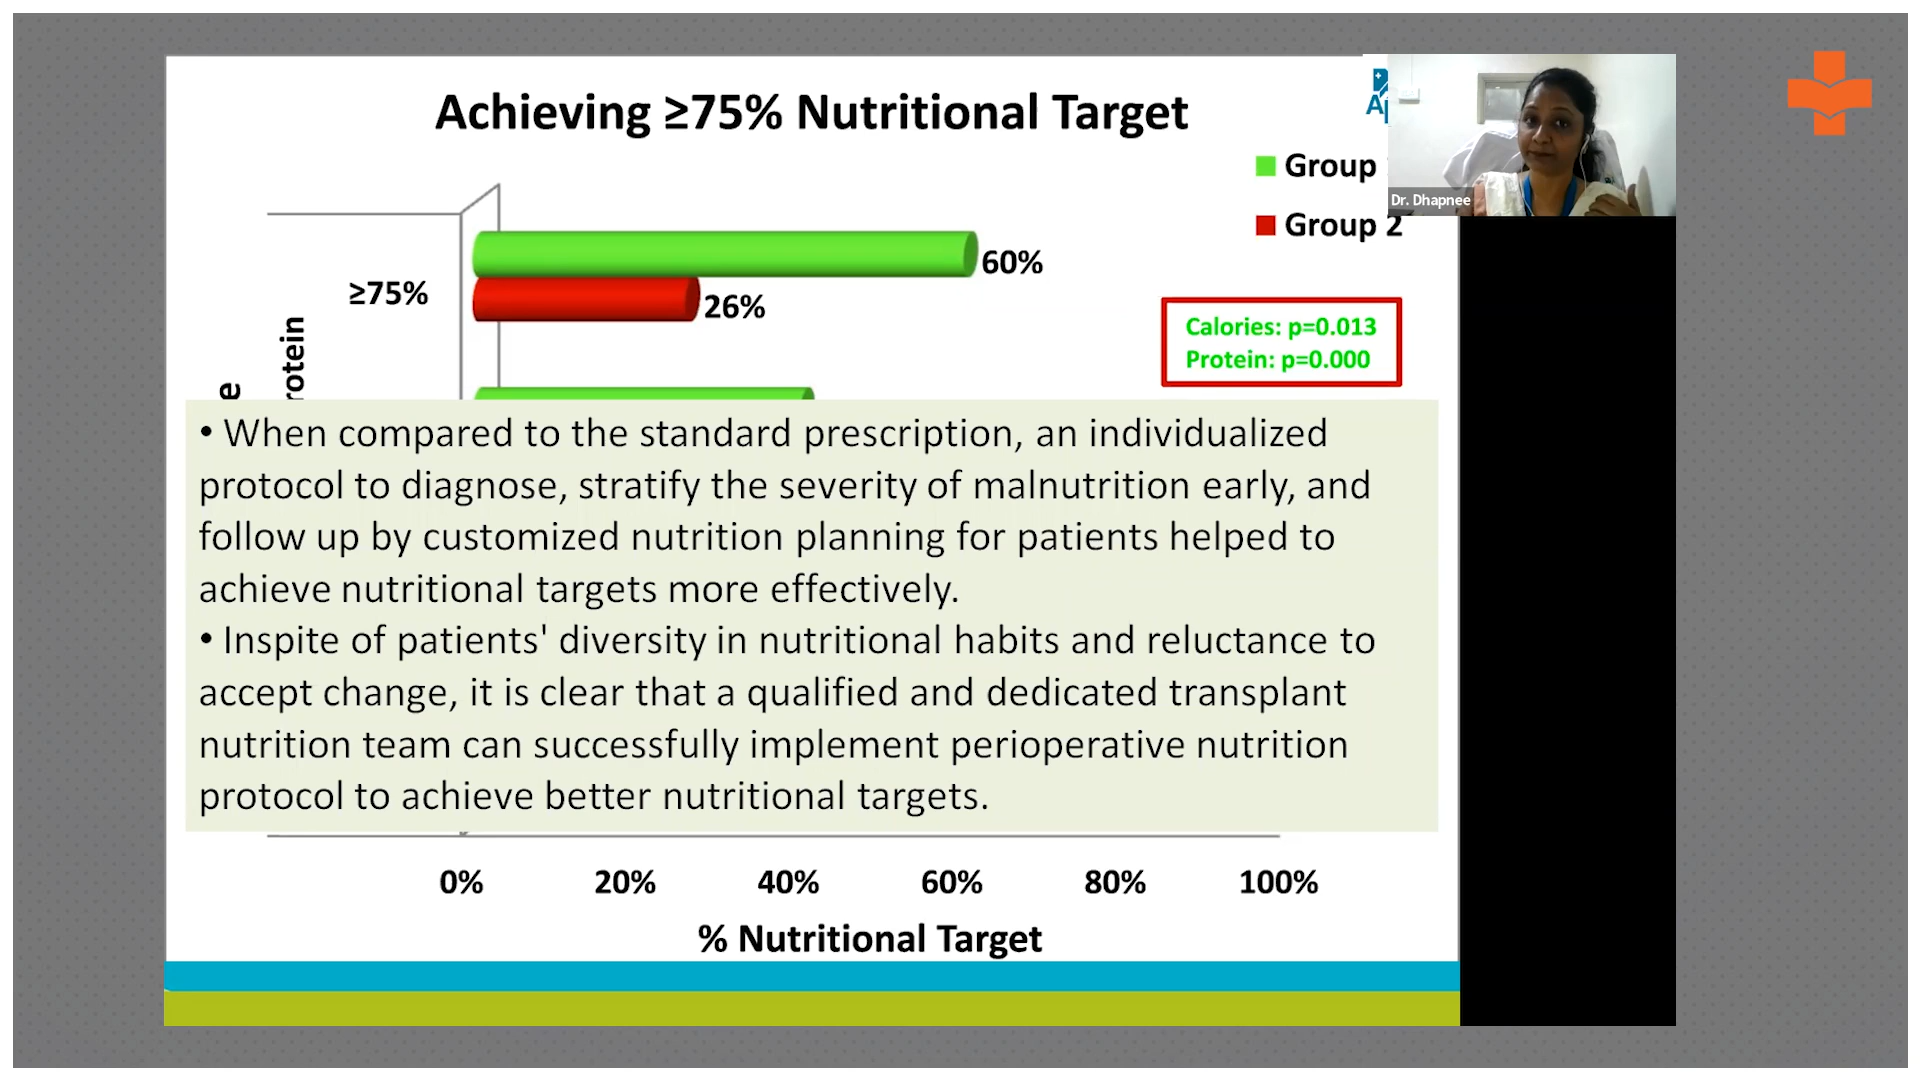 Achieving ≥75% Nutritional Target
Group
Group 2
Dr. Dhapnee
60%
≥75%
26%
Calories: p=0.013
Protein: p=0.000
• When compared to the standard prescription, an individualized
protocol to diagnose, stratify the severity of malnutrition early, and
follow up by customized nutrition planning for patients helped to
achieve nutritional targets more effectively.
• Inspite of patients' diversity in nutritional habits and reluctance to
accept change, it is clear that a qualified and dedicated transplant
nutrition team can successfully implement perioperative nutrition
protocol to achieve better nutritional targets.
0% 20% 40% 60% 80% 100%
% Nutritional Target